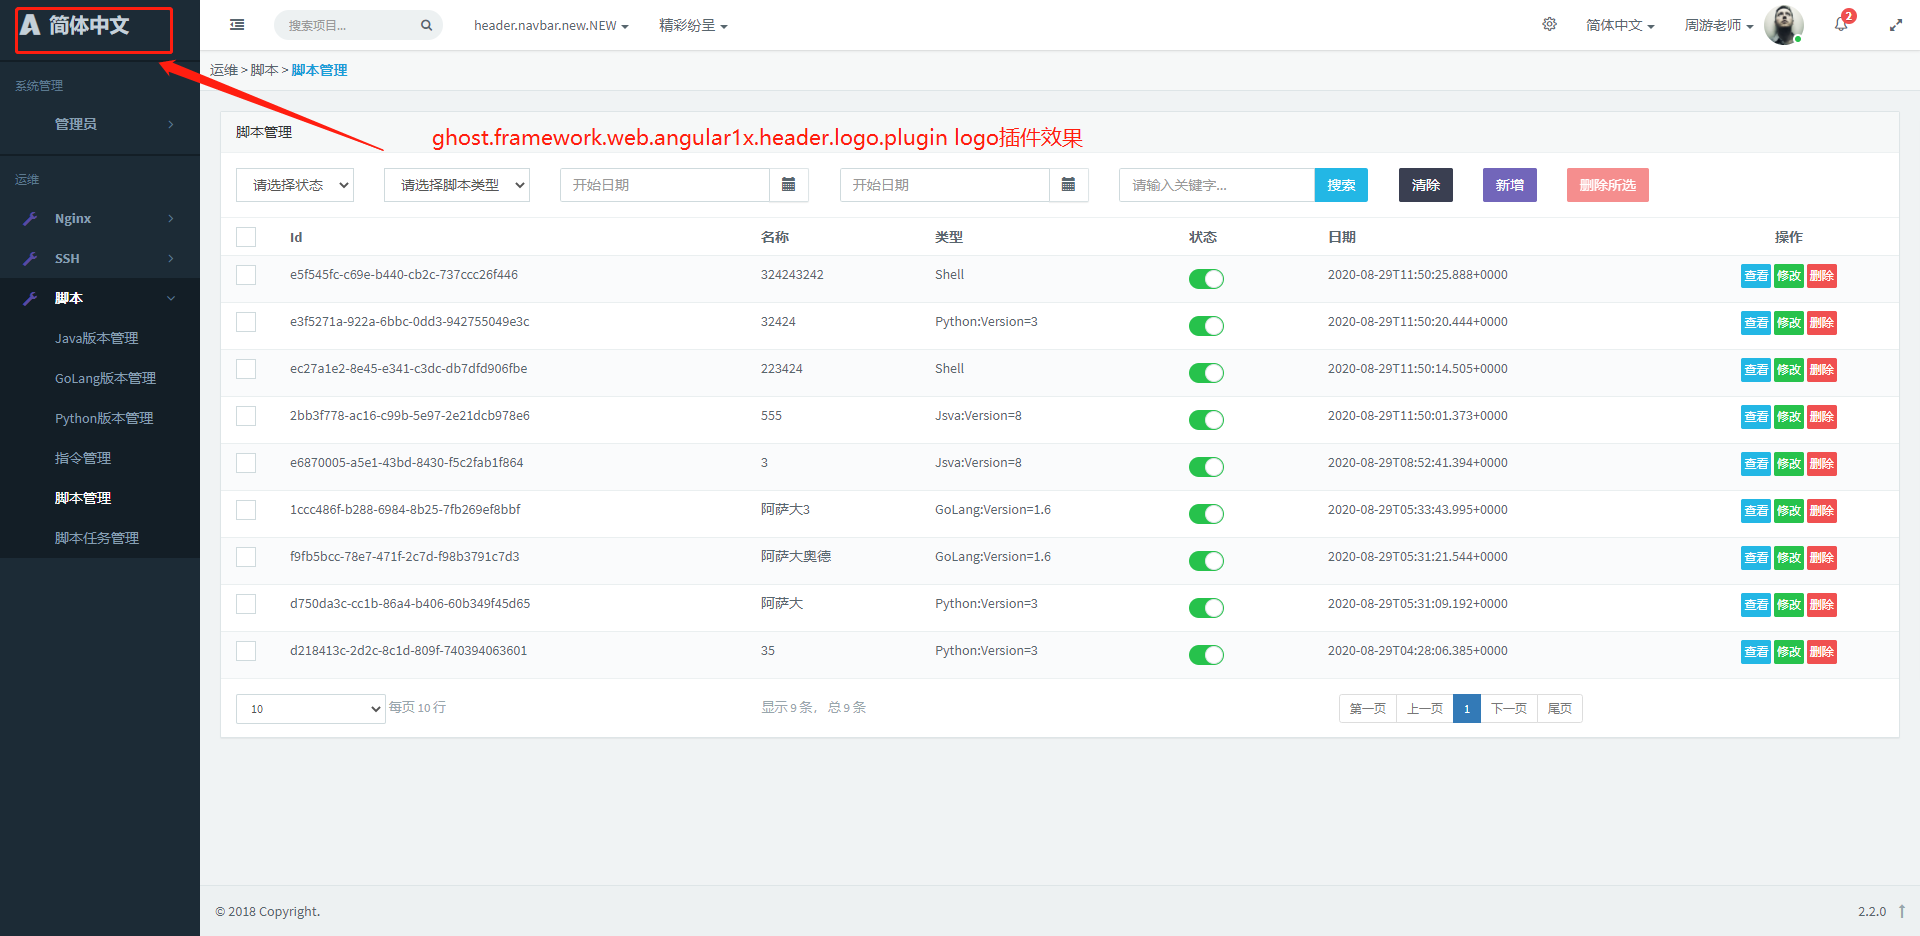 简体中文
搜索项目...
header.navbar.new.NEW
精彩纷呈
简体中文
周游老师
2
运维 > 脚本 > 脚本管理
系统管理
管理员
运维
Nginx
SSH
脚本
Java版本管理
GoLang版本管理
Python版本管理
指令管理
脚本管理
脚本任务管理
脚本管理
ghost.framework.web.angular1x.header.logo.plugin logo插件效果
请选择状态 请选择脚本类型 开始日期 开始日期 请输入关键字... 搜索 清除 新增 删除所选
Id 名称 类型 状态 日期 操作
e5f545fc-c69e-b440-cb2c-737ccc26f446 324243242 Shell 2020-08-29T11:50:25.888+0000 查看 修改 删除
e3f5271a-922a-6bbc-0dd3-942755049e3c 32424 Python:Version=3 2020-08-29T11:50:20.444+0000 查看 修改 删除
ec27a1e2-8e45-e341-c3dc-db7dfd906fbe 223424 Shell 2020-08-29T11:50:14.505+0000 查看 修改 删除
2bb3f778-ac16-c99b-5e97-2e21dcb978e6 555 Jsva:Version=8 2020-08-29T11:50:01.373+0000 查看 修改 删除
e6870005-a5e1-43bd-8430-f5c2fab1f864 3 Jsva:Version=8 2020-08-29T08:52:41.394+0000 查看 修改 删除
1ccc486f-b288-6984-8b25-7fb269ef8bbf 阿萨大3 GoLang:Version=1.6 2020-08-29T05:33:43.995+0000 查看 修改 删除
f9fb5bcc-78e7-471f-2c7d-f98b3791c7d3 阿萨大奥德 GoLang:Version=1.6 2020-08-29T05:31:21.544+0000 查看 修改 删除
d750da3c-cc1b-86a4-b406-60b349f45d65 阿萨大 Python:Version=3 2020-08-29T05:31:09.192+0000 查看 修改 删除
d218413c-2d2c-8c1d-809f-740394063601 35 Python:Version=3 2020-08-29T04:28:06.385+0000 查看 修改 删除
10 每页 10 行 显示 9 条， 总 9 条 第一页 上一页 1 下一页 尾页
© 2018 Copyright.
2.2.0